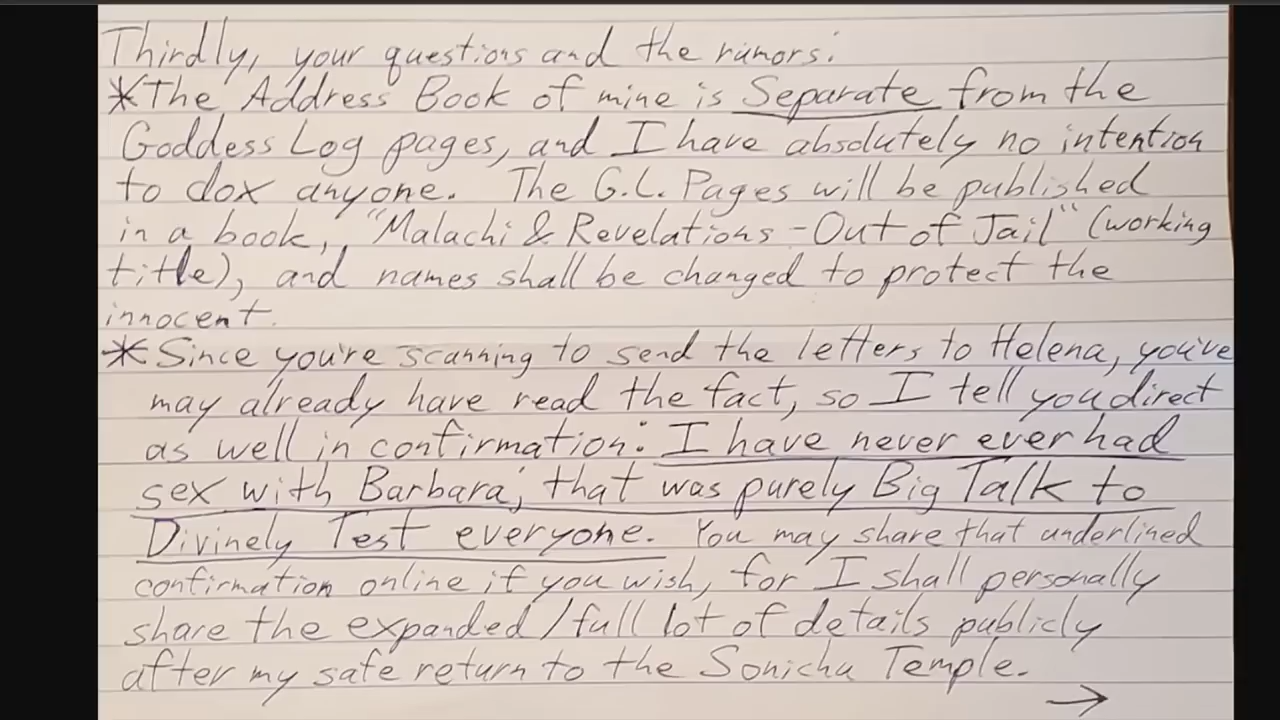 Thirdly, your questions and the rumors:
*The Address Book of mine is Separate from the
Goddess Log pages, and I have absolutely no intention
to dox anyone. The G.L. Pages will be published
in a book, "Malachi & Revelations - Out of Jail" (working
title), and names shall be changed to protect the
innocent.
*Since you're scanning to send the letters to Helena, you've
may already have read the fact, so I tell you direct
as well in confirmation: I have never ever had
sex with Barbara; that was purely Big Talk to
Divinely Test everyone. You may share that underlined
confirmation online if you wish, for I shall personally
share the expanded/full lot of details publicly
after my safe return to the Sonichu Temple.
→